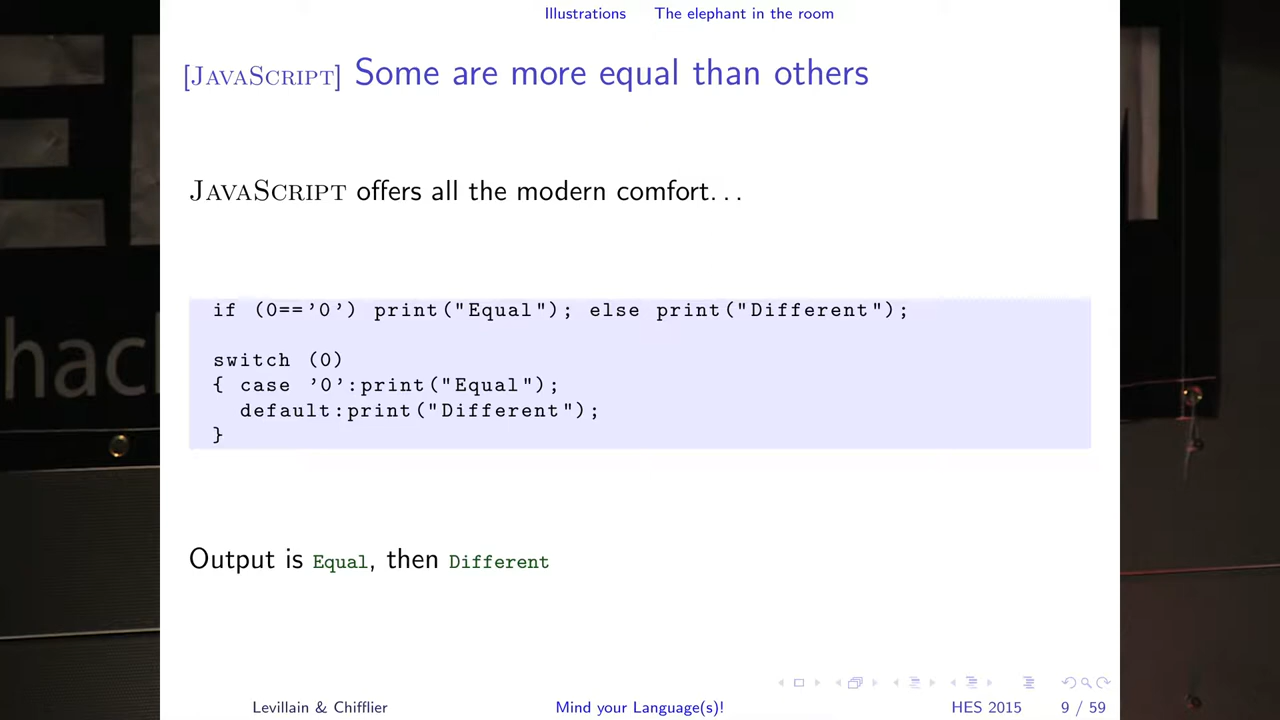 Illustrations The elephant in the room
[JavaScript] Some are more equal than others
JavaScript offers all the modern comfort...
if (0=='0') print("Equal"); else print("Different");
switch (0)
{ case '0':print("Equal");
default:print("Different");
}
Output is Equal, then Different
hac
Levillain & Chifflier Mind your Language(s)! HES 2015 9 / 59